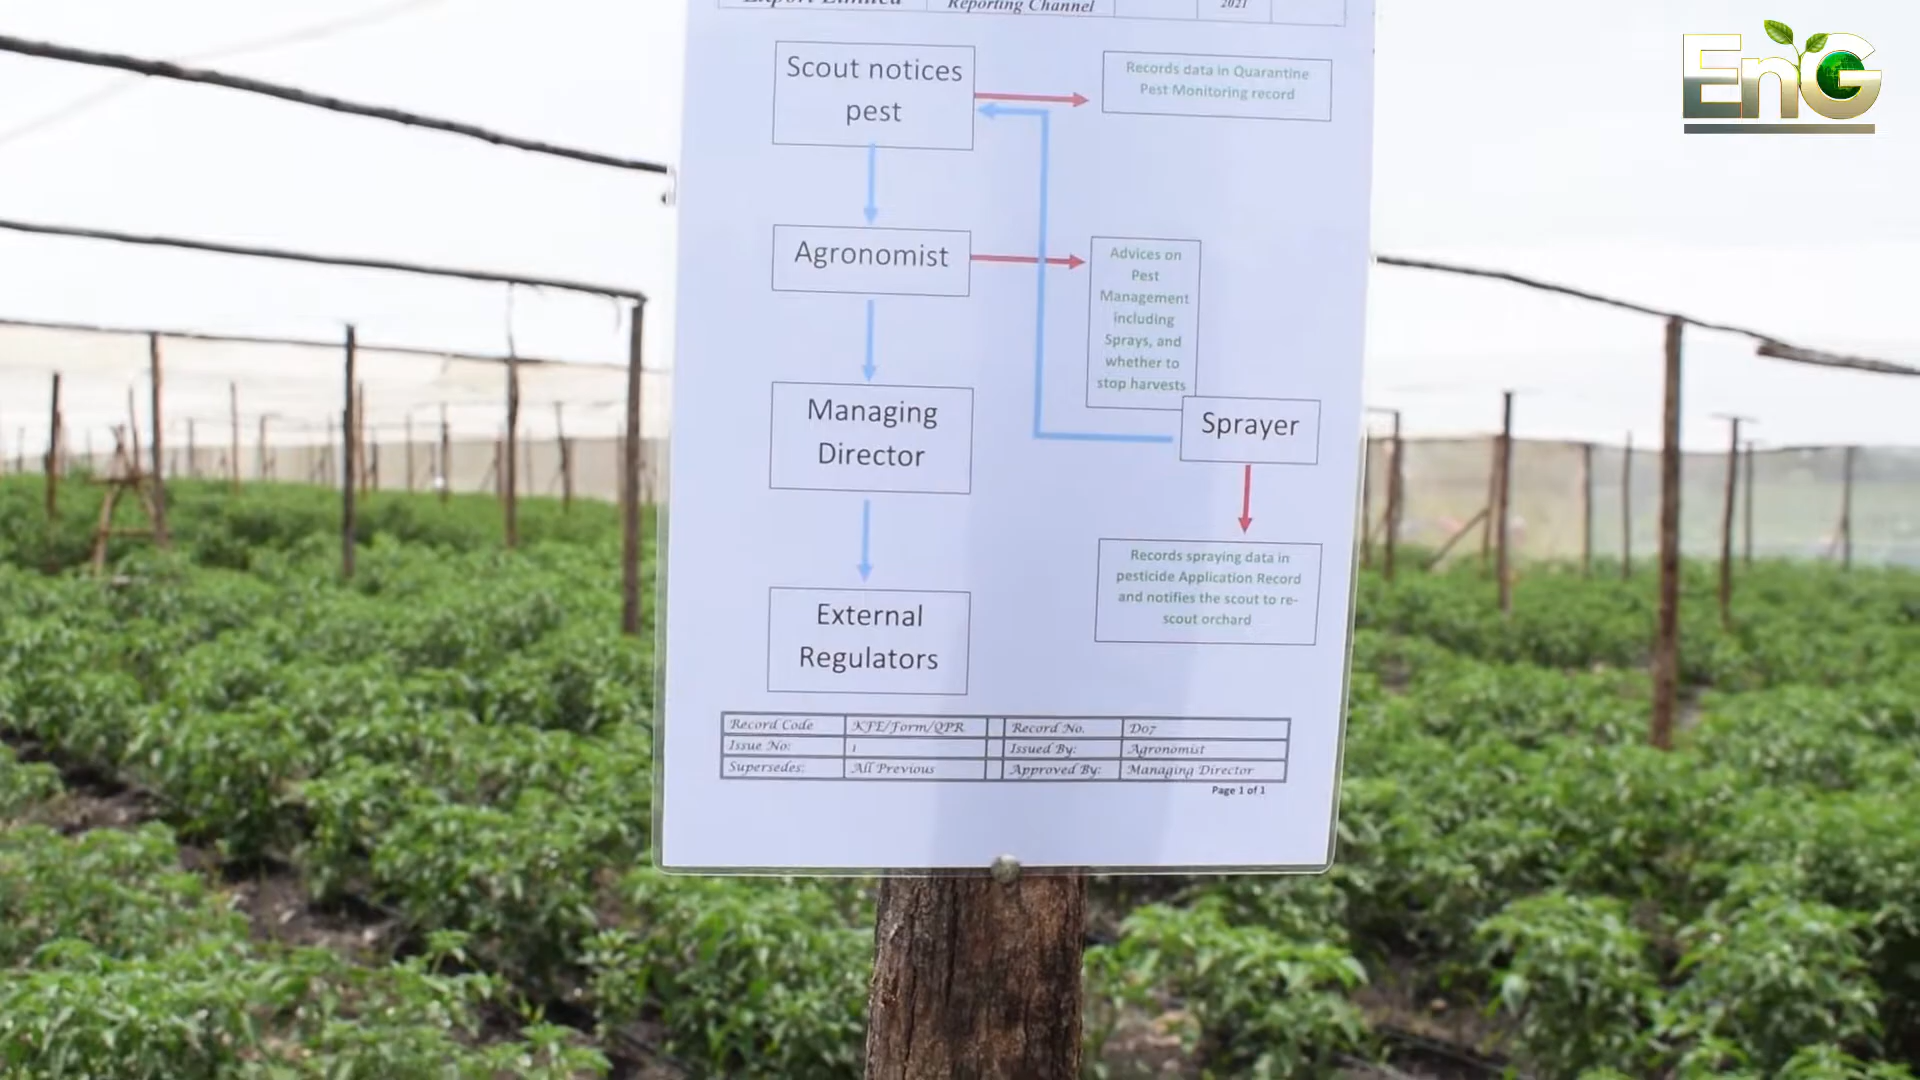 Export Limited
Reporting Channel
2021
EnG
Scout notices
pest
Records data in Quarantine
Pest Monitoring record
Agronomist
Advices on
Pest
Management
including
Sprays, and
whether to
stop harvests
Managing
Director
Sprayer
Records spraying data in
pesticide Application Record
and notifies the scout to re-
scout orchard
External
Regulators
Record Code KFE/Form/QPR Record No. D07
Issue No: 1 Issued By: Agronomist
Supersedes: All Previous Approved By: Managing Director
Page 1 of 1